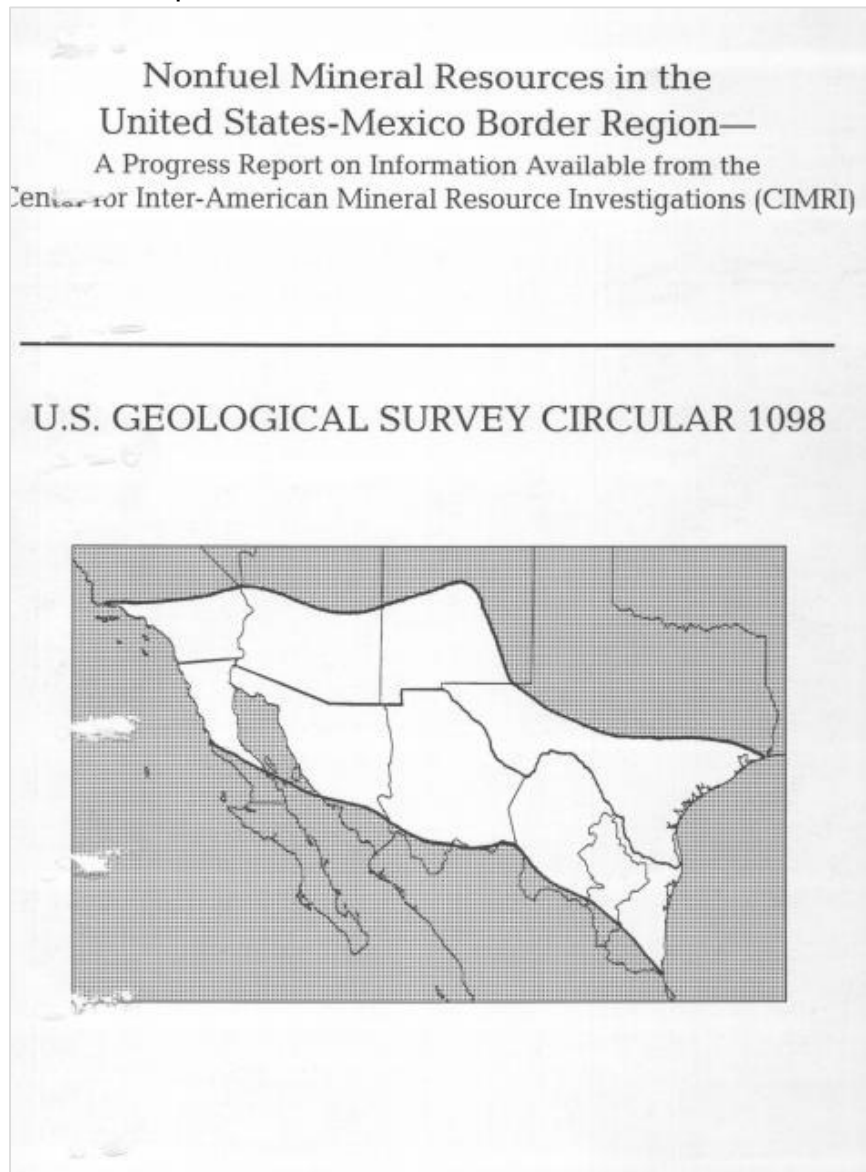 Nonfuel Mineral Resources in the
United States-Mexico Border Region—
A Progress Report on Information Available from the
Center for Inter-American Mineral Resource Investigations (CIMRI)
U.S. GEOLOGICAL SURVEY CIRCULAR 1098